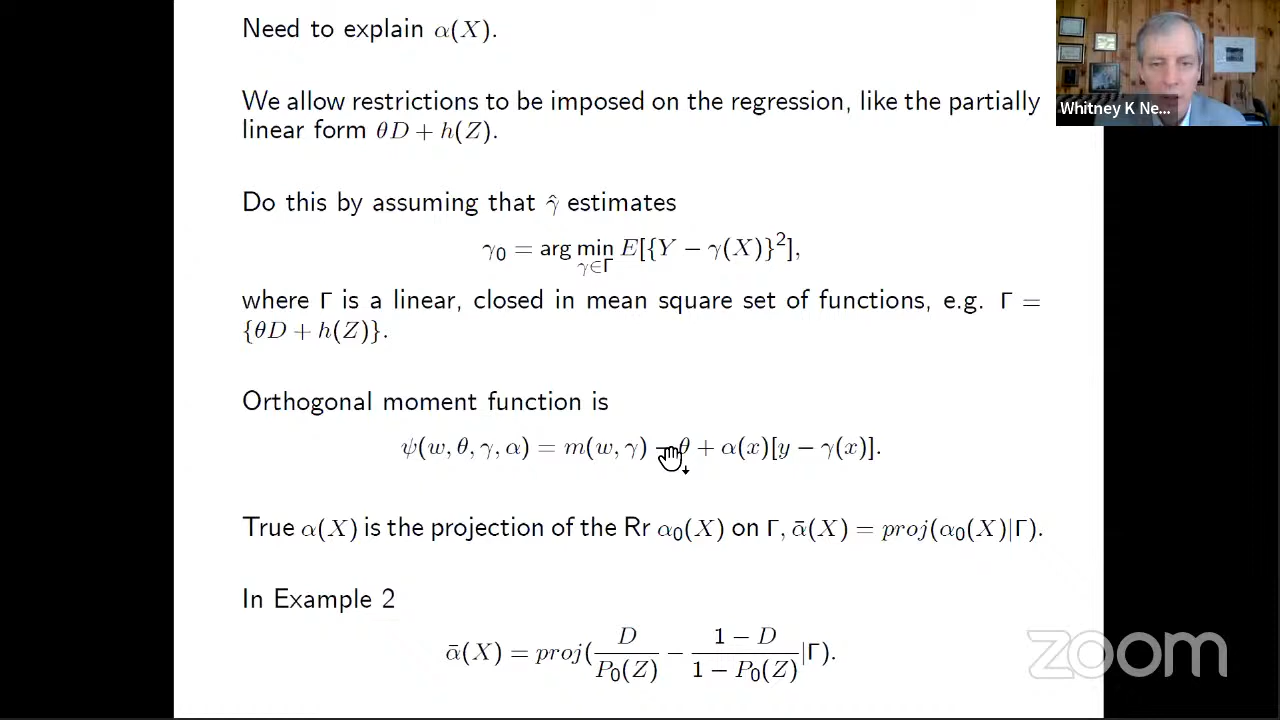 Need to explain α(X).
We allow restrictions to be imposed on the regression, like the partially
linear form θD + h(Z).
Do this by assuming that γ̂ estimates
γ₀ = arg min E[{Y − γ(X)}²],
γ∈Γ
where Γ is a linear, closed in mean square set of functions, e.g. Γ =
{θD + h(Z)}.
Orthogonal moment function is
ψ(w, θ, γ, α) = m(w, γ) − θ + α(x)[y − γ(x)].
True α(X) is the projection of the Rr α₀(X) on Γ, ᾱ(X) = proj(α₀(X)|Γ).
In Example 2
ᾱ(X) = proj(D/P₀(Z) − (1 − D)/(1 − P₀(Z))|Γ).
Whitney K Ne...
zoom